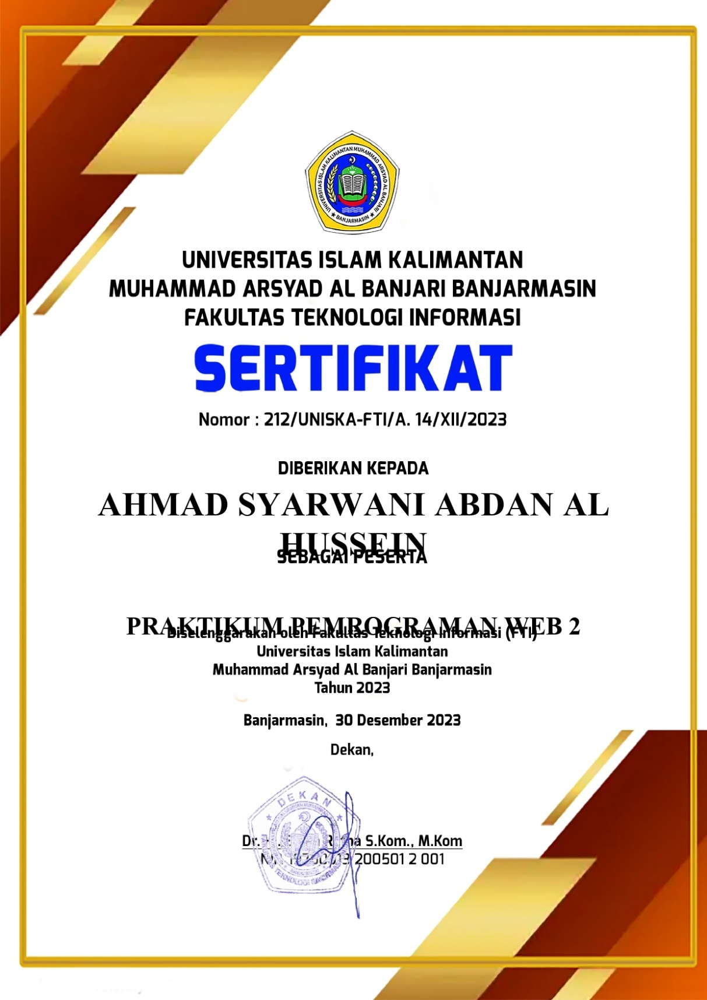 UNIVERSITAS ISLAM KALIMANTAN MUHAMMAD ARSYAD AL BANJARI
★ BANJARMASIN ★
UNIVERSITAS ISLAM KALIMANTAN
MUHAMMAD ARSYAD AL BANJARI BANJARMASIN
FAKULTAS TEKNOLOGI INFORMASI
SERTIFIKAT
Nomor : 212/UNISKA-FTI/A. 14/XII/2023
DIBERIKAN KEPADA
AHMAD SYARWANI ABDAN AL
HUSSEIN
SEBAGAI PESERTA
PRAKTIKUM PEMROGRAMAN WEB 2
Diselenggarakan oleh Fakultas Teknologi Informasi (FTI)
Universitas Islam Kalimantan
Muhammad Arsyad Al Banjari Banjarmasin
Tahun 2023
Banjarmasin, 30 Desember 2023
Dekan,
DEKAN
Dr. S.Kom., M.Kom
200501 2 001
TEKNOLOGI INFORMASI